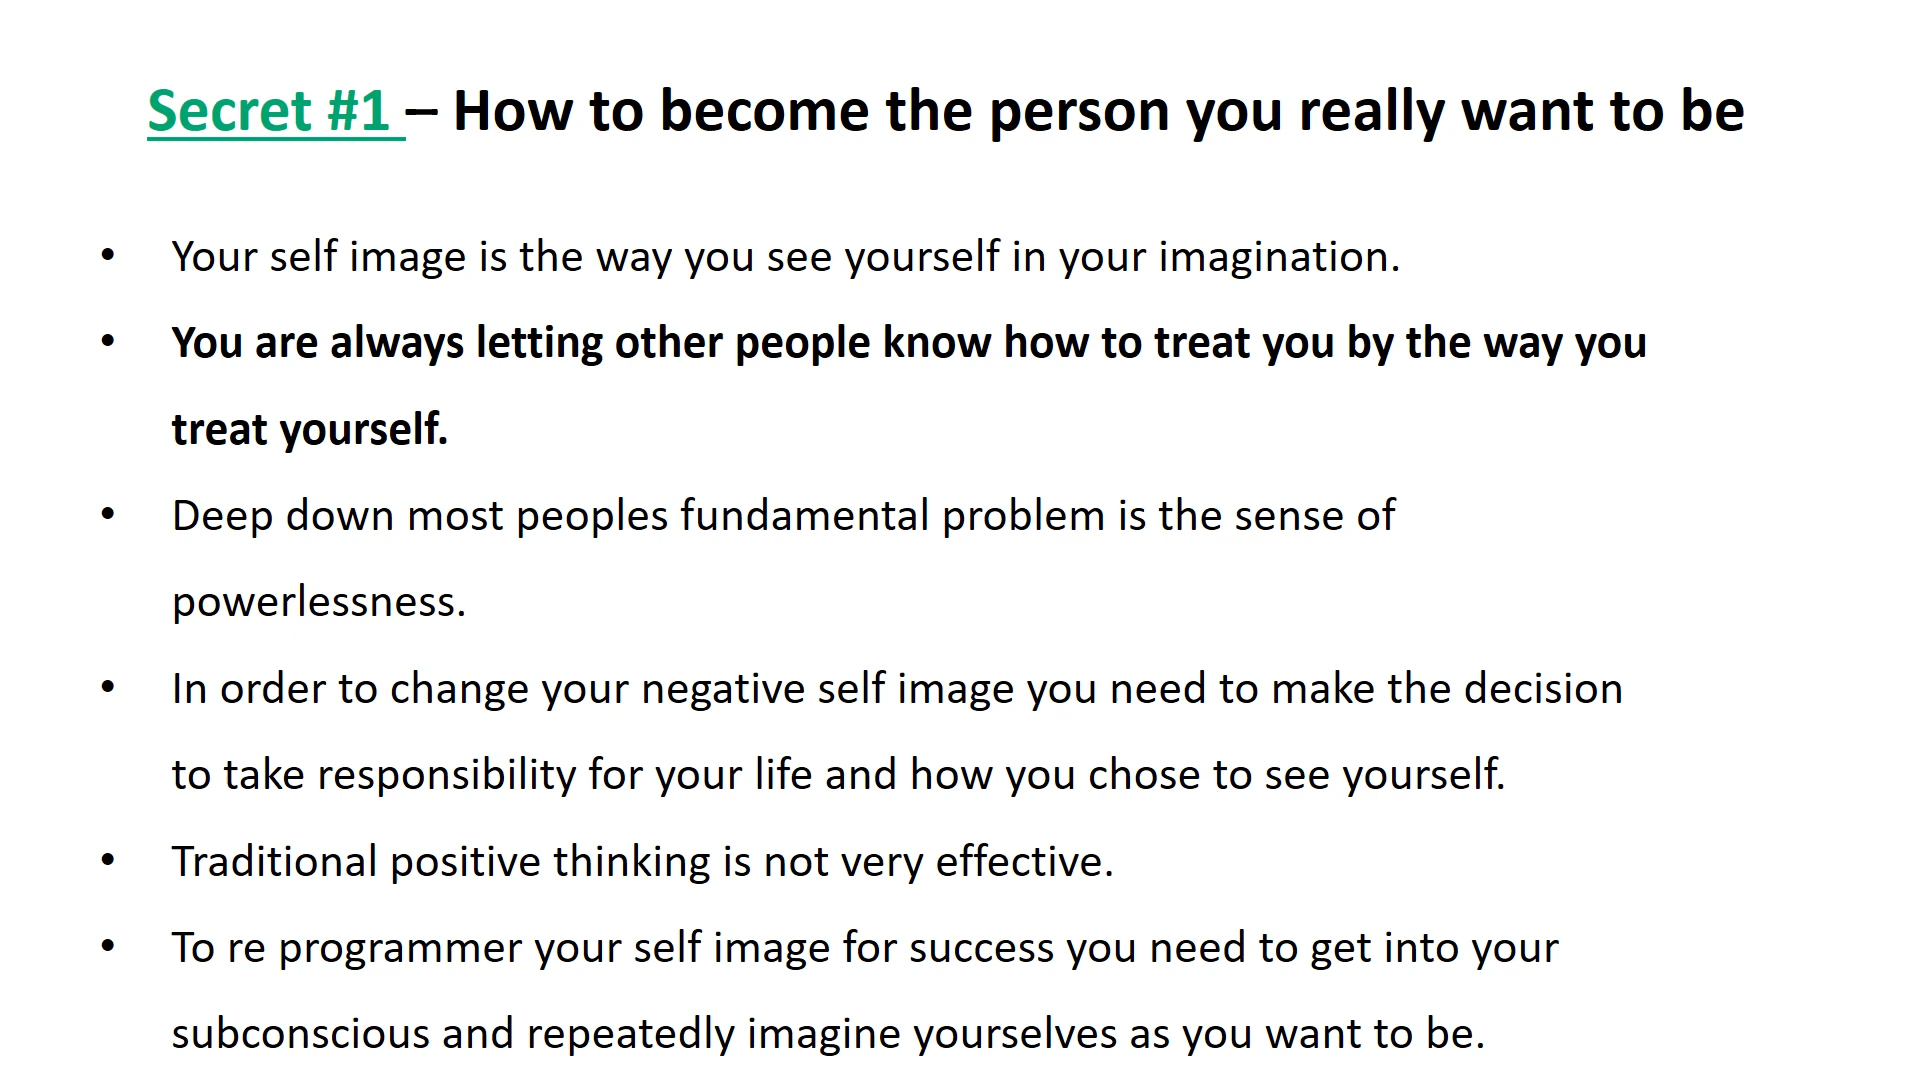 Secret #1 – How to become the person you really want to be
• Your self image is the way you see yourself in your imagination.
• You are always letting other people know how to treat you by the way you
treat yourself.
• Deep down most peoples fundamental problem is the sense of
powerlessness.
• In order to change your negative self image you need to make the decision
to take responsibility for your life and how you chose to see yourself.
• Traditional positive thinking is not very effective.
• To re programmer your self image for success you need to get into your
subconscious and repeatedly imagine yourselves as you want to be.